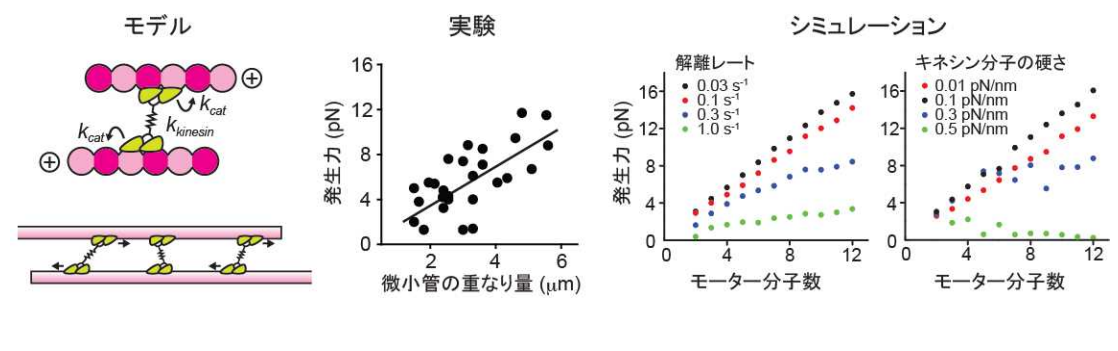 モデル
実験
シミュレーション
k_cat
k_cat
k_kinesin
発生力 (pN)
16
12
8
4
0
2
4
6
微小管の重なり量 (μm)
解離レート
0.03 s⁻¹
0.1 s⁻¹
0.3 s⁻¹
1.0 s⁻¹
発生力 (pN)
16
12
8
4
0
0
4
8
12
モーター分子数
キネシン分子の硬さ
0.01 pN/nm
0.1 pN/nm
0.3 pN/nm
0.5 pN/nm
16
12
8
4
0
0
4
8
12
モーター分子数